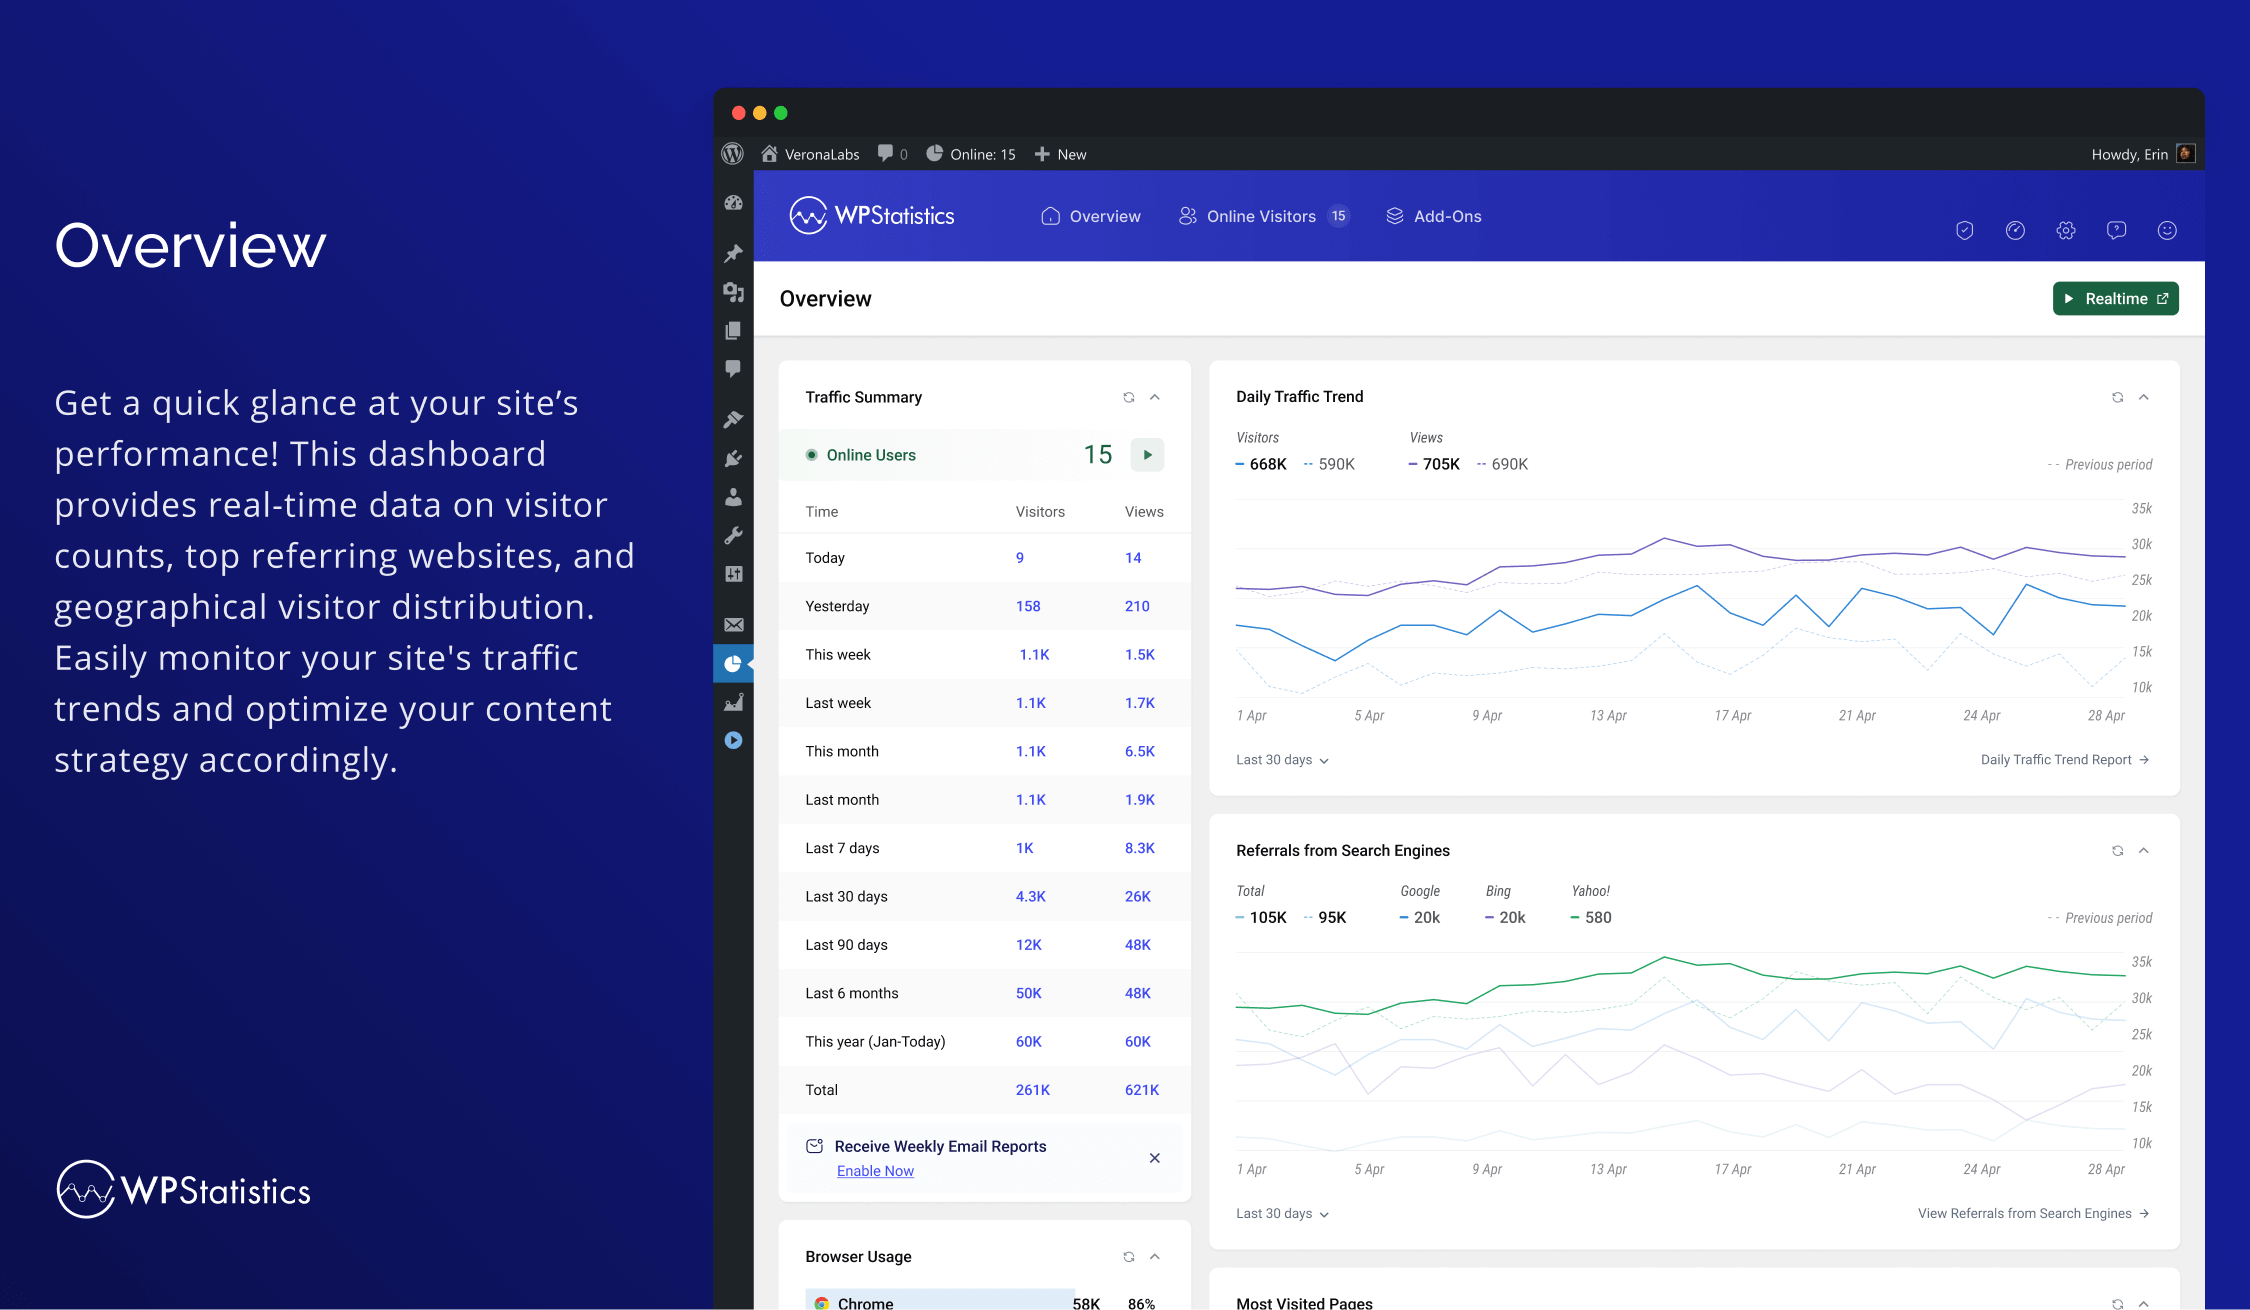 Overview
Get a quick glance at your site’s
performance! This dashboard
provides real-time data on visitor
counts, top referring websites, and
geographical visitor distribution.
Easily monitor your site's traffic
trends and optimize your content
strategy accordingly.
WPStatistics
VeronaLabs 0 Online: 15 New Howdy, Erin
WPStatistics Overview Online Visitors 15 Add-Ons
Overview Realtime
Traffic Summary
Online Users 15
Time Visitors Views
Today 9 14
Yesterday 158 210
This week 1.1K 1.5K
Last week 1.1K 1.7K
This month 1.1K 6.5K
Last month 1.1K 1.9K
Last 7 days 1K 8.3K
Last 30 days 4.3K 26K
Last 90 days 12K 48K
Last 6 months 50K 48K
This year (Jan-Today) 60K 60K
Total 261K 621K
Receive Weekly Email Reports
Enable Now
Browser Usage
Chrome 58K 86%
Daily Traffic Trend
Visitors Views
668K 590K 705K 690K Previous period
35k
30k
25k
20k
15k
10k
1 Apr 5 Apr 9 Apr 13 Apr 17 Apr 21 Apr 24 Apr 28 Apr
Last 30 days Daily Traffic Trend Report
Referrals from Search Engines
Total Google Bing Yahoo!
105K 95K 20k 20k 580 Previous period
35k
30k
25k
20k
15k
10k
1 Apr 5 Apr 9 Apr 13 Apr 17 Apr 21 Apr 24 Apr 28 Apr
Last 30 days View Referrals from Search Engines
Most Visited Pages